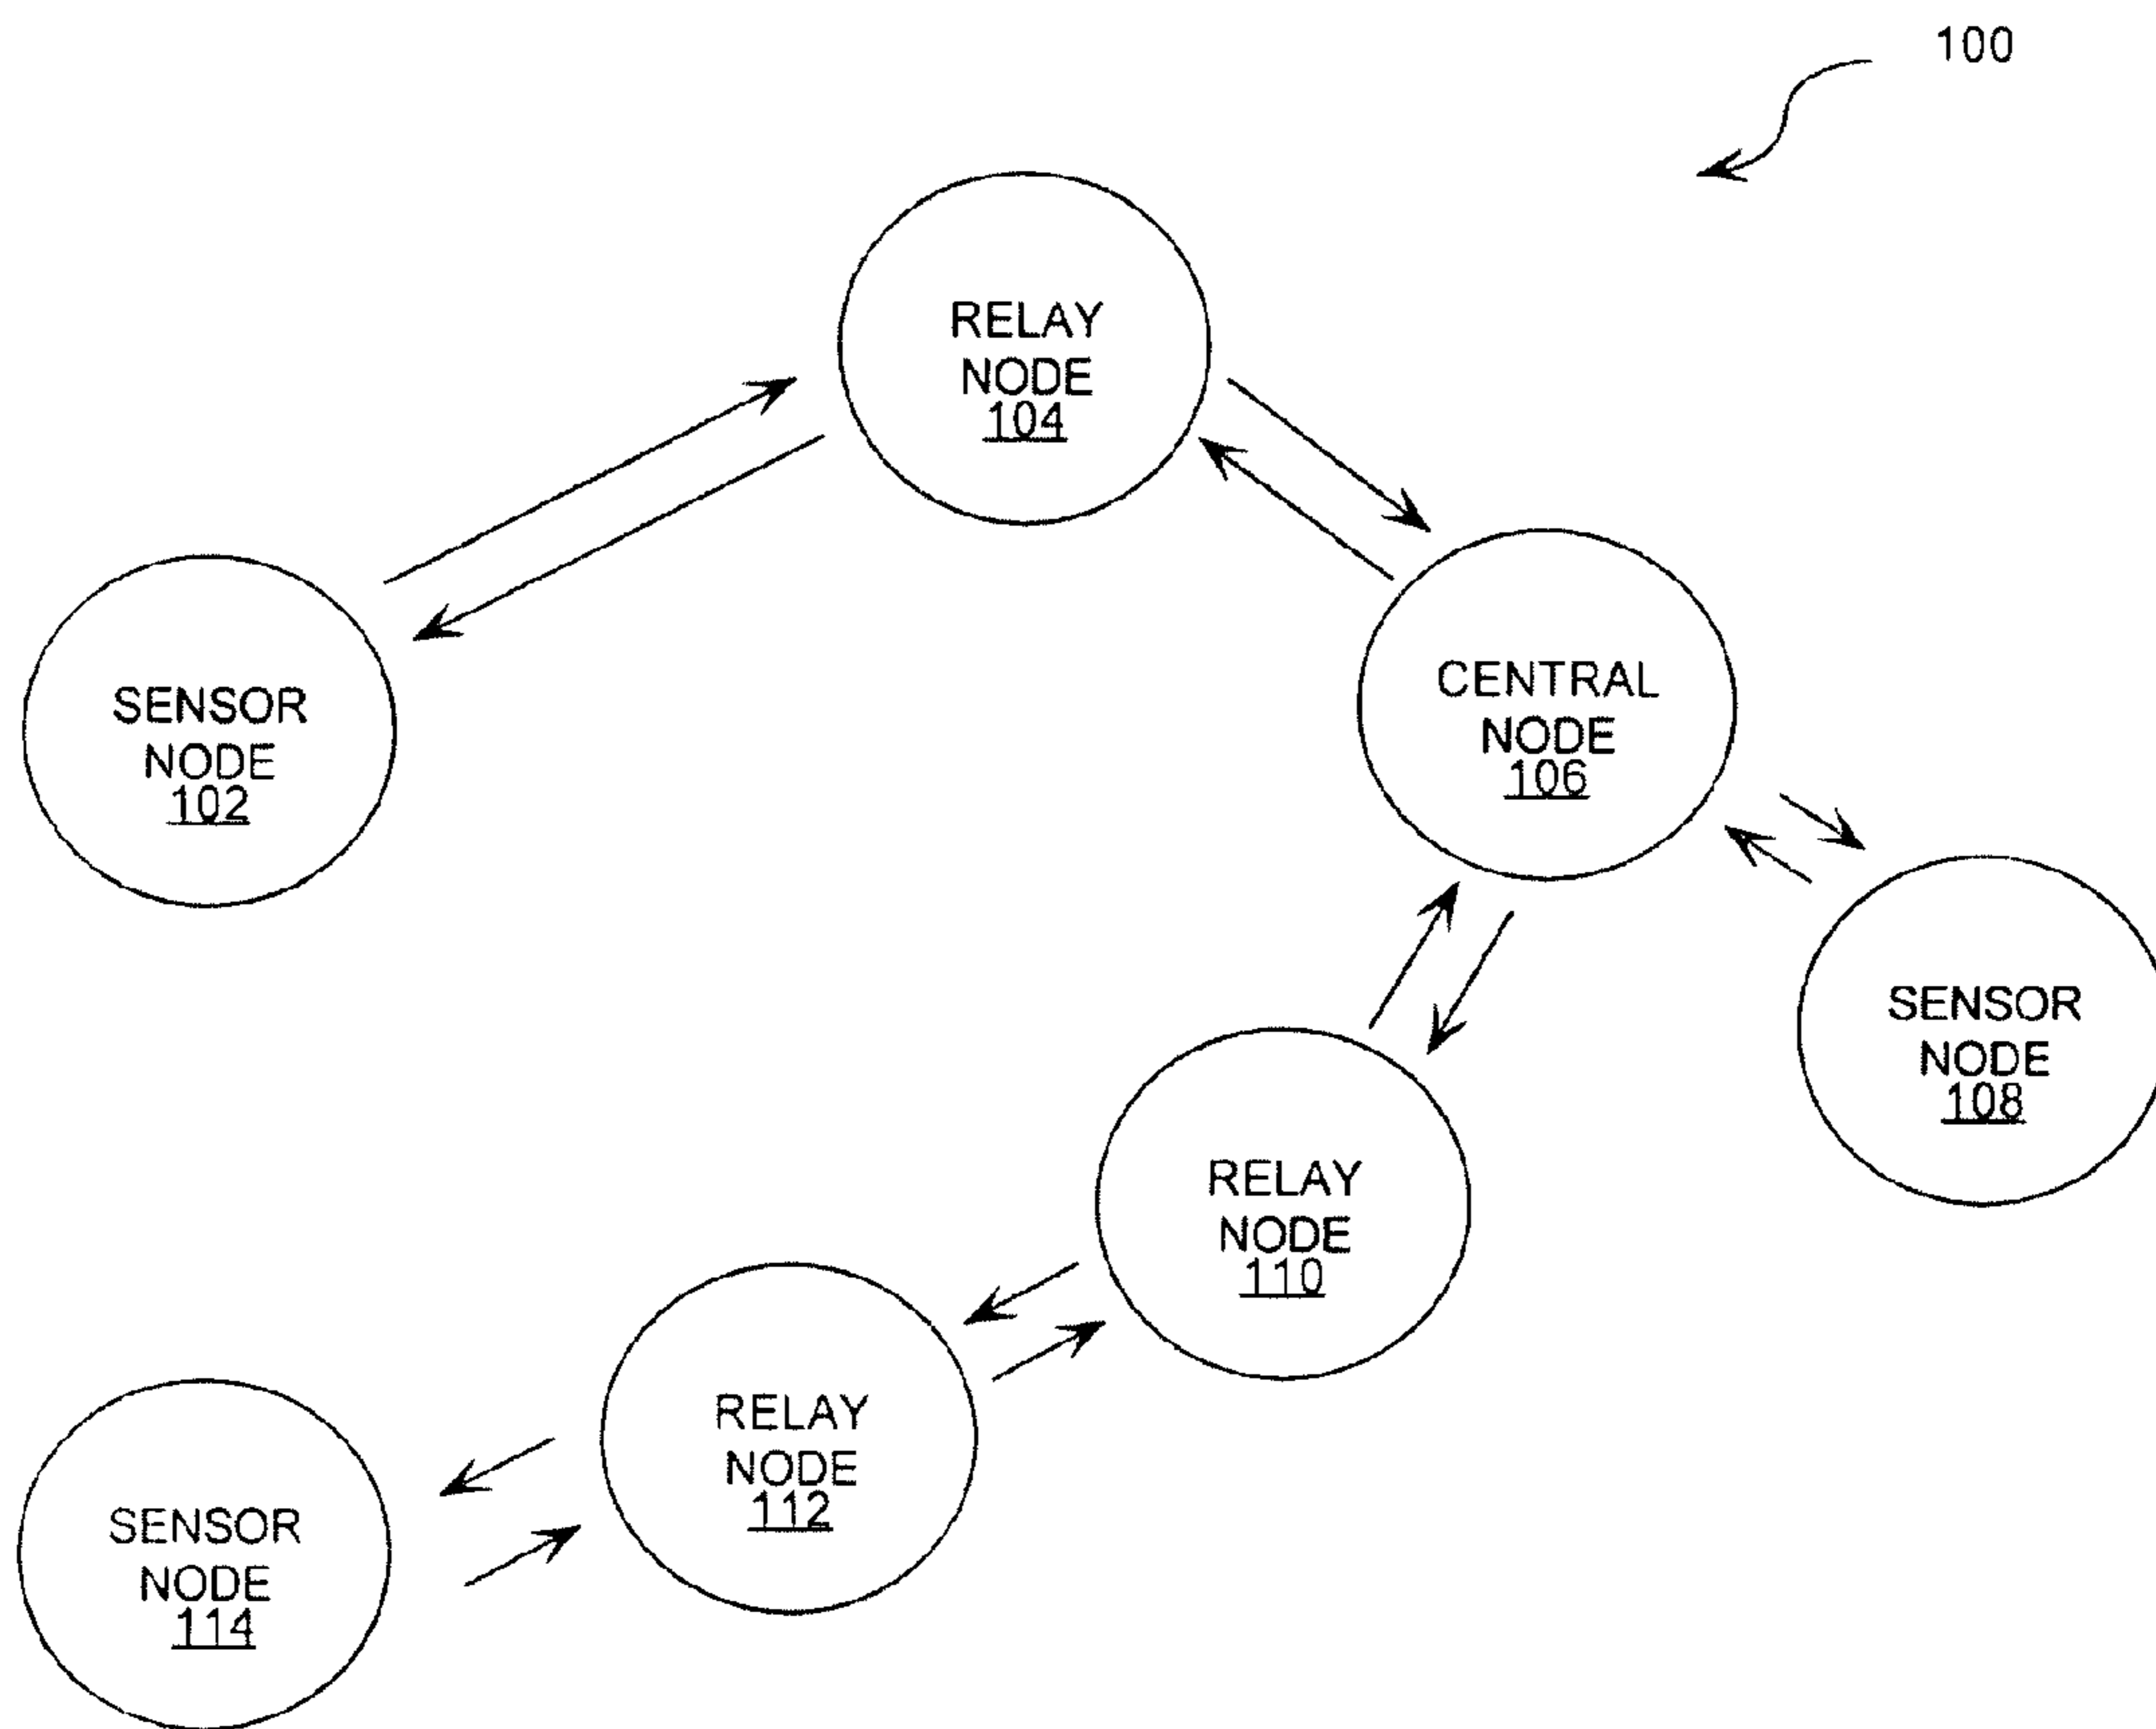 100
RELAY
NODE
104
SENSOR
NODE
102
CENTRAL
NODE
106
SENSOR
NODE
108
RELAY
NODE
110
RELAY
NODE
112
SENSOR
NODE
114